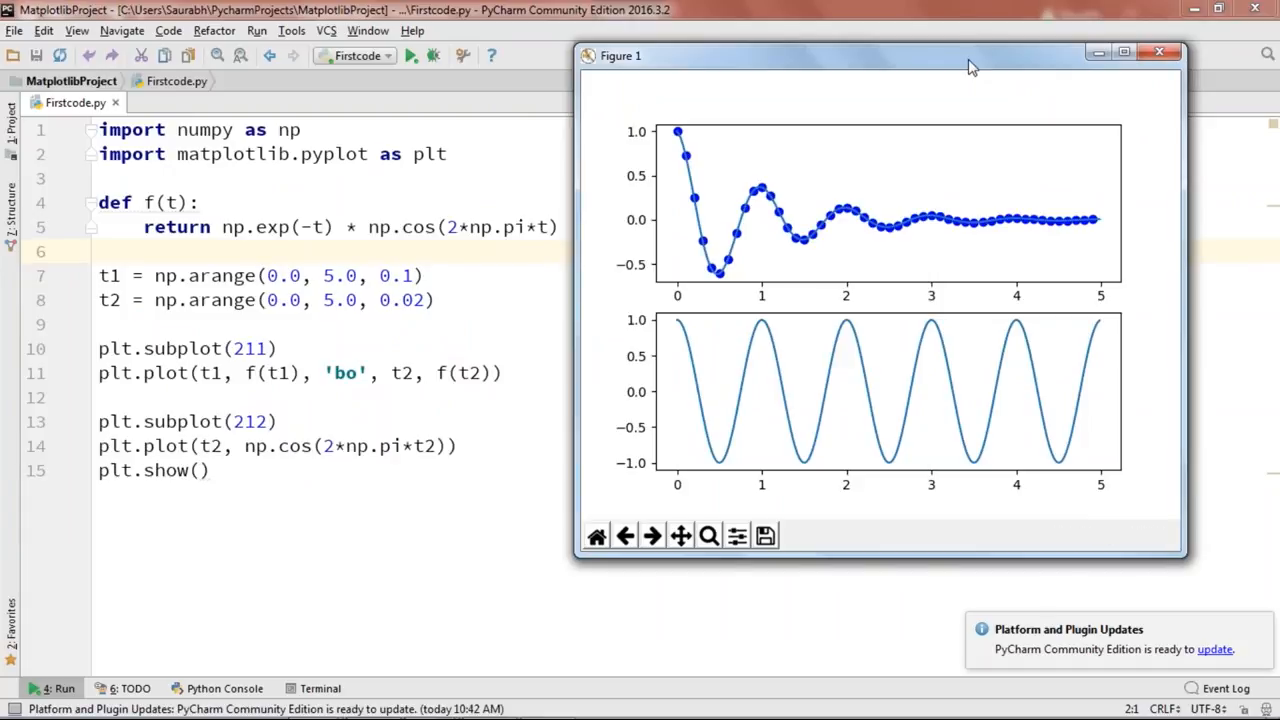 MatplotlibProject - [C:\Users\Saurabh\PycharmProjects\MatplotlibProject] - ...\Firstcode.py - PyCharm Community Edition 2016.3.2
File Edit View Navigate Code Refactor Run Tools VCS Window Help
Firstcode
MatplotlibProject Firstcode.py
Firstcode.py
1: Project
7: Structure
2: Favorites
1 import numpy as np
2 import matplotlib.pyplot as plt
3
4 def f(t):
5 return np.exp(-t) * np.cos(2*np.pi*t)
6
7 t1 = np.arange(0.0, 5.0, 0.1)
8 t2 = np.arange(0.0, 5.0, 0.02)
9
10 plt.subplot(211)
11 plt.plot(t1, f(t1), 'bo', t2, f(t2))
12
13 plt.subplot(212)
14 plt.plot(t2, np.cos(2*np.pi*t2))
15 plt.show()
Figure 1
1.0
0.5
0.0
−0.5
0 1 2 3 4 5
1.0
0.5
0.0
−0.5
−1.0
0 1 2 3 4 5
Platform and Plugin Updates
PyCharm Community Edition is ready to update.
4: Run 6: TODO Python Console Terminal Event Log
Platform and Plugin Updates: PyCharm Community Edition is ready to update. (today 10:42 AM) 2:1 CRLF UTF-8